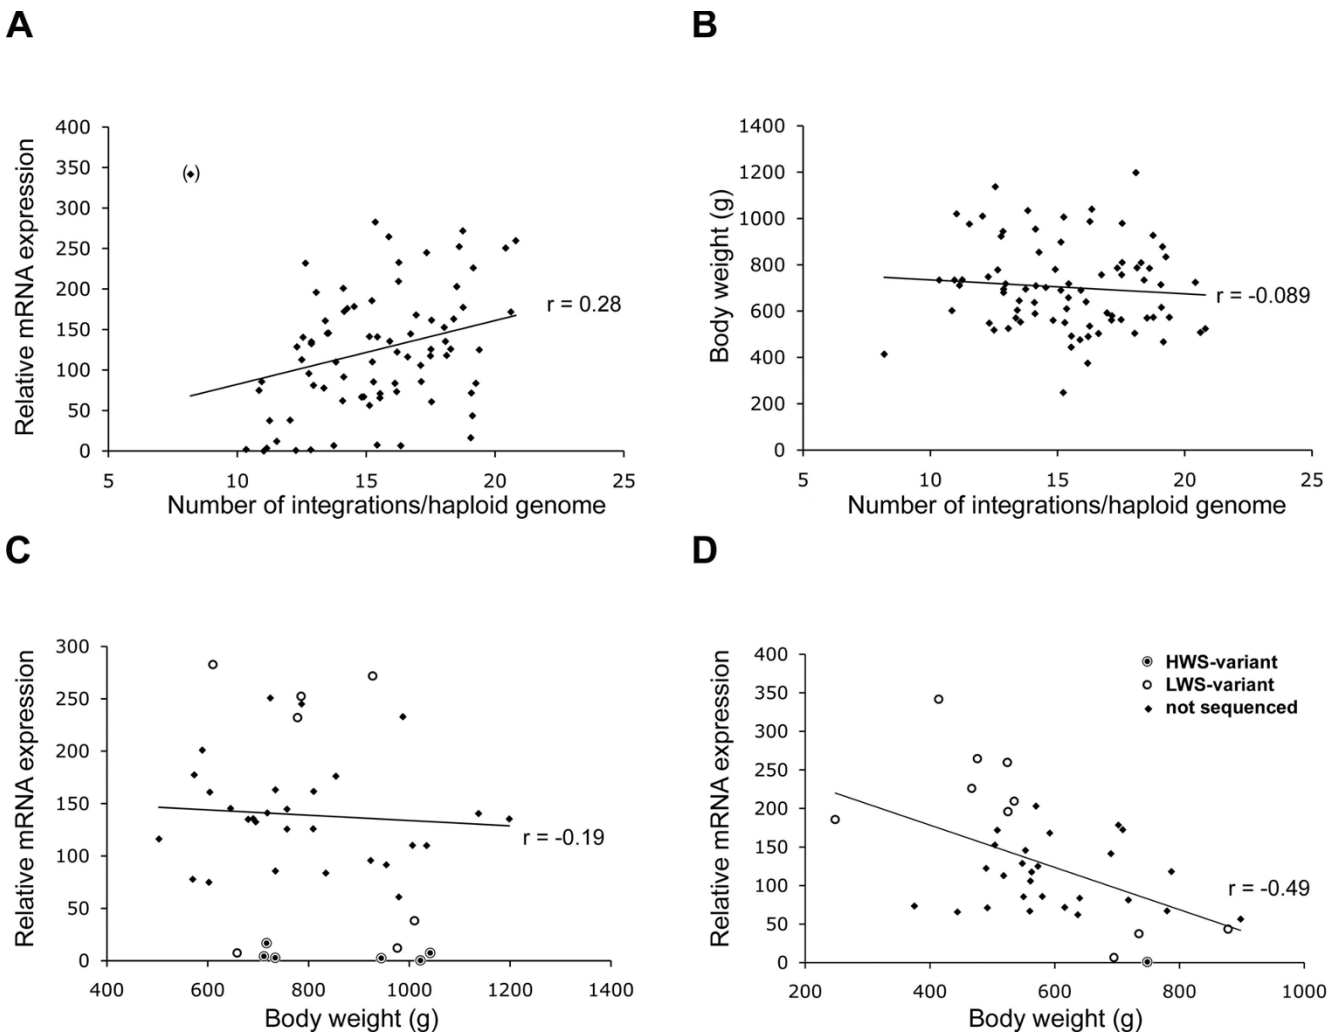 A
400
350
300
250
200
150
100
50
0
5
10
15
20
25
Relative mRNA expression
Number of integrations/haploid genome
(
)
r = 0.28
B
1400
1200
1000
800
600
400
200
0
5
10
15
20
25
Body weight (g)
Number of integrations/haploid genome
r = -0.089
C
300
250
200
150
100
50
0
400
600
800
1000
1200
1400
Relative mRNA expression
Body weight (g)
r = -0.19
D
400
350
300
250
200
150
100
50
0
200
400
600
800
1000
Relative mRNA expression
Body weight (g)
HWS-variant
LWS-variant
not sequenced
r = -0.49